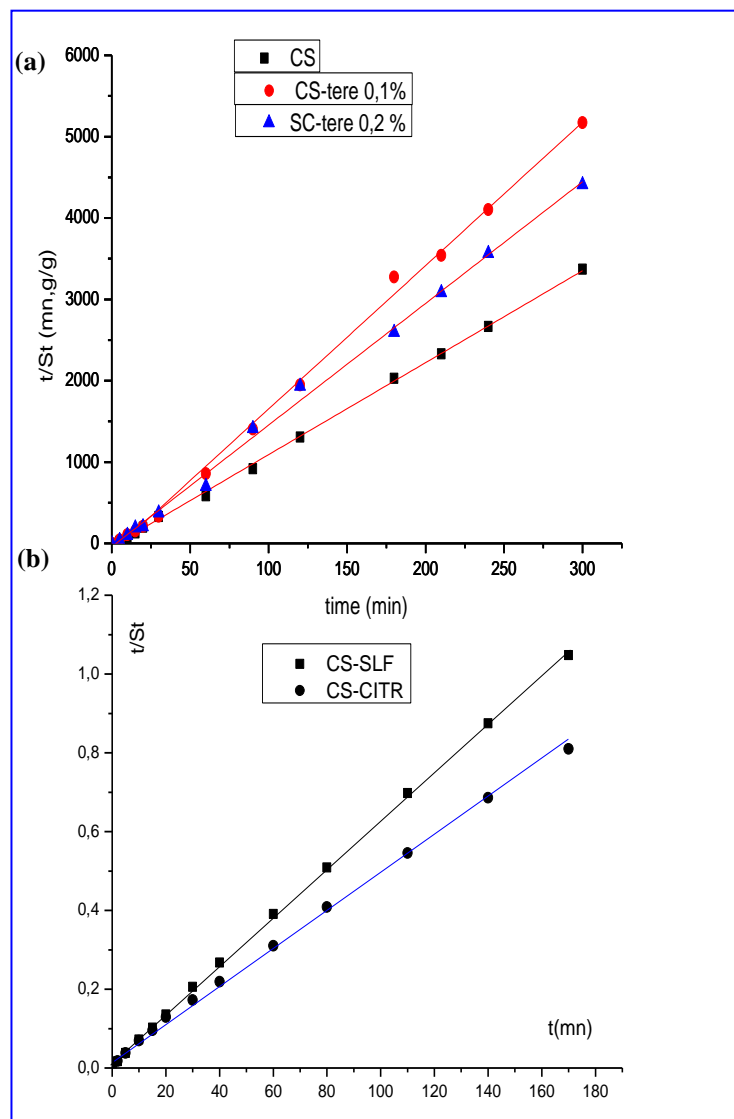 (a)
CS
CS-tere 0,1%
SC-tere 0,2 %
t/St (mn,g/g)
6000
5000
4000
3000
2000
1000
0
50 100 150 200 250 300
time (min)
(b)
t/St
CS-SLF
CS-CITR
1,2
1,0
0,8
0,6
0,4
0,2
0,0
t(mn)
0 20 40 60 80 100 120 140 160 180